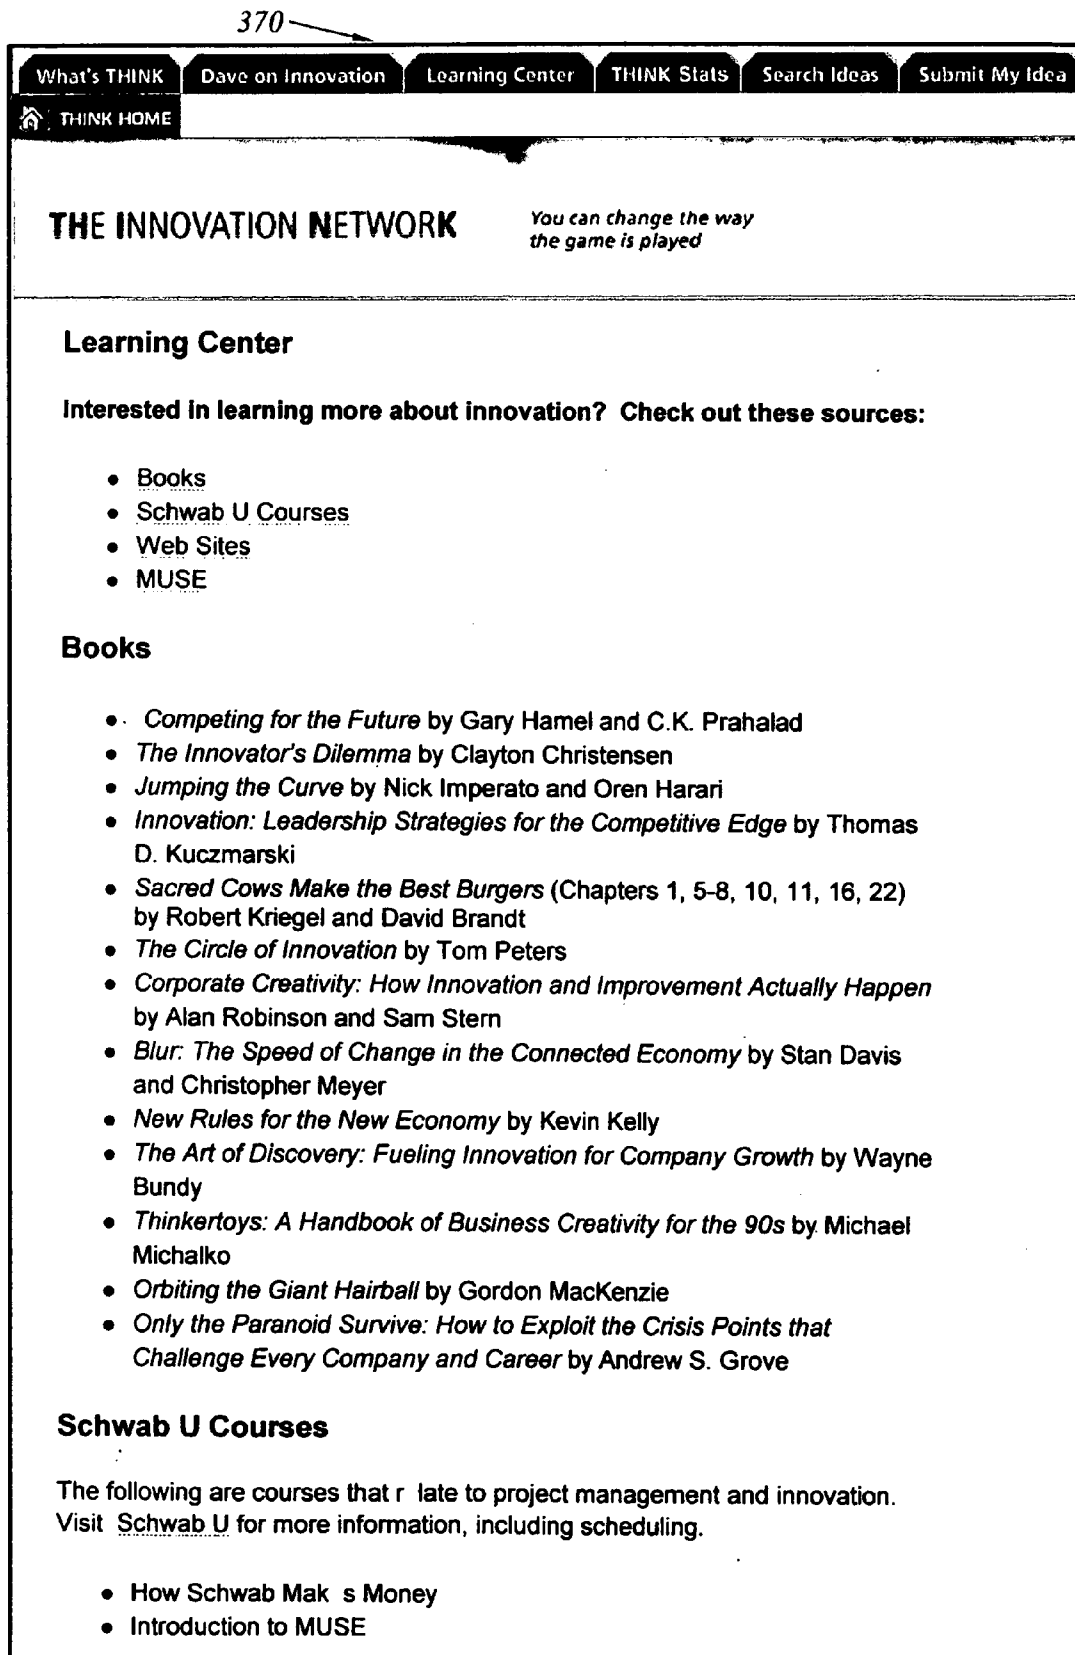 370
What's THINK Dave on Innovation Learning Center THINK Stats Search Ideas Submit My Idea
THINK HOME
THE INNOVATION NETWORK
You can change the way
the game is played
Learning Center
Interested in learning more about innovation? Check out these sources:
• Books
• Schwab U Courses
• Web Sites
• MUSE
Books
• Competing for the Future by Gary Hamel and C.K. Prahalad
• The Innovator's Dilemma by Clayton Christensen
• Jumping the Curve by Nick Imperato and Oren Harari
• Innovation: Leadership Strategies for the Competitive Edge by Thomas
D. Kuczmarski
• Sacred Cows Make the Best Burgers (Chapters 1, 5-8, 10, 11, 16, 22)
by Robert Kriegel and David Brandt
• The Circle of Innovation by Tom Peters
• Corporate Creativity: How Innovation and Improvement Actually Happen
by Alan Robinson and Sam Stern
• Blur: The Speed of Change in the Connected Economy by Stan Davis
and Christopher Meyer
• New Rules for the New Economy by Kevin Kelly
• The Art of Discovery: Fueling Innovation for Company Growth by Wayne
Bundy
• Thinkertoys: A Handbook of Business Creativity for the 90s by Michael
Michalko
• Orbiting the Giant Hairball by Gordon MacKenzie
• Only the Paranoid Survive: How to Exploit the Crisis Points that
Challenge Every Company and Career by Andrew S. Grove
Schwab U Courses
The following are courses that r late to project management and innovation.
Visit Schwab U for more information, including scheduling.
• How Schwab Mak s Money
• Introduction to MUSE